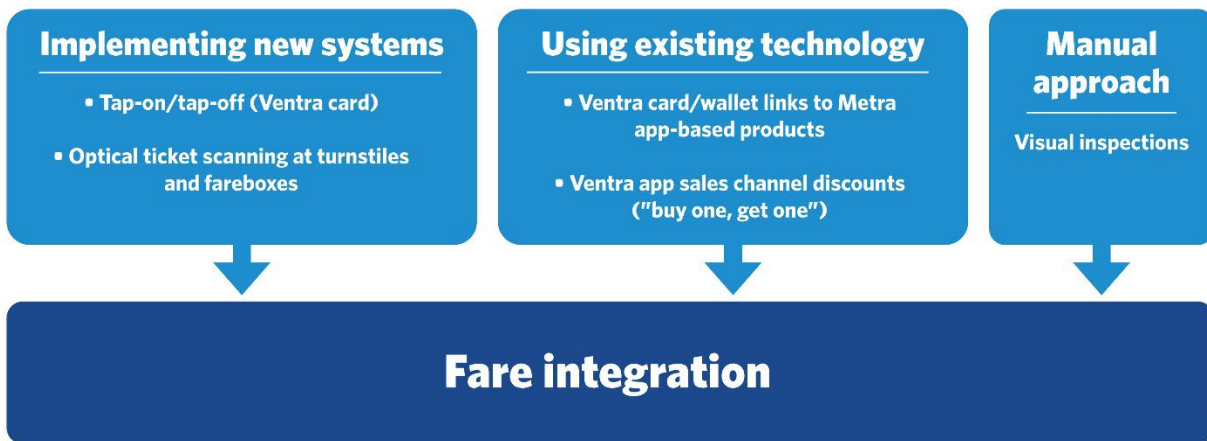 Implementing new systems
▪ Tap-on/tap-off (Ventra card)
▪ Optical ticket scanning at turnstiles
and fareboxes
Using existing technology
▪ Ventra card/wallet links to Metra
app-based products
▪ Ventra app sales channel discounts
("buy one, get one")
Manual
approach
Visual inspections
Fare integration